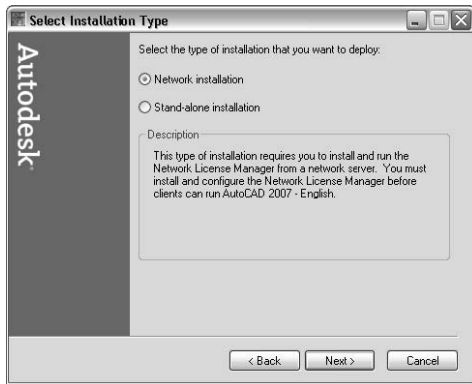 Select Installation Type
Autodesk
Select the type of installation that you want to deploy:
Network installation
Stand-alone installation
Description
This type of installation requires you to install and run the
Network License Manager from a network server. You must
install and configure the Network License Manager before
clients can run AutoCAD 2007 - English.
< Back
Next >
Cancel